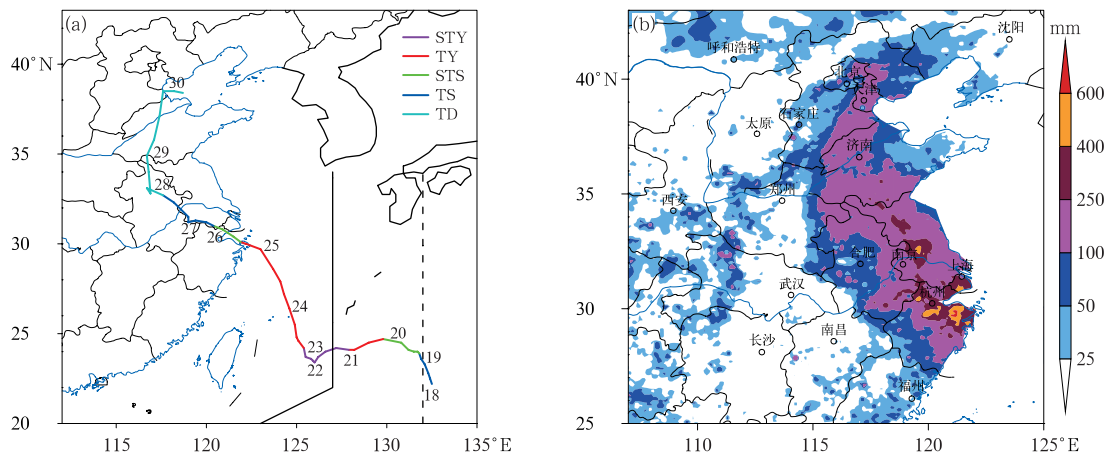 (a)
STY
TY
STS
TS
TD
40°N
35
30
25
20
115
120
125
130
135°E
30
29
28
27
26
25
24
23
22
21
20
19
18
(b)
沈阳
呼和浩特
北京
天津
石家庄
太原
济南
郑州
西安
合肥
南京
上海
武汉
杭州
南昌
长沙
福州
40°N
35
30
25
110
115
120
125°E
mm
600
400
250
100
50
25